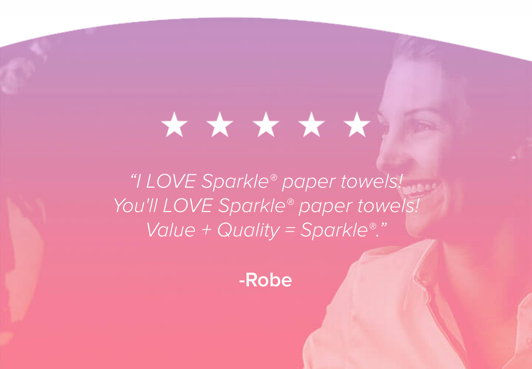 ★ ★ ★ ★ ★
“I LOVE Sparkle® paper towels!
You'll LOVE Sparkle® paper towels!
Value + Quality = Sparkle®.”
-Robe